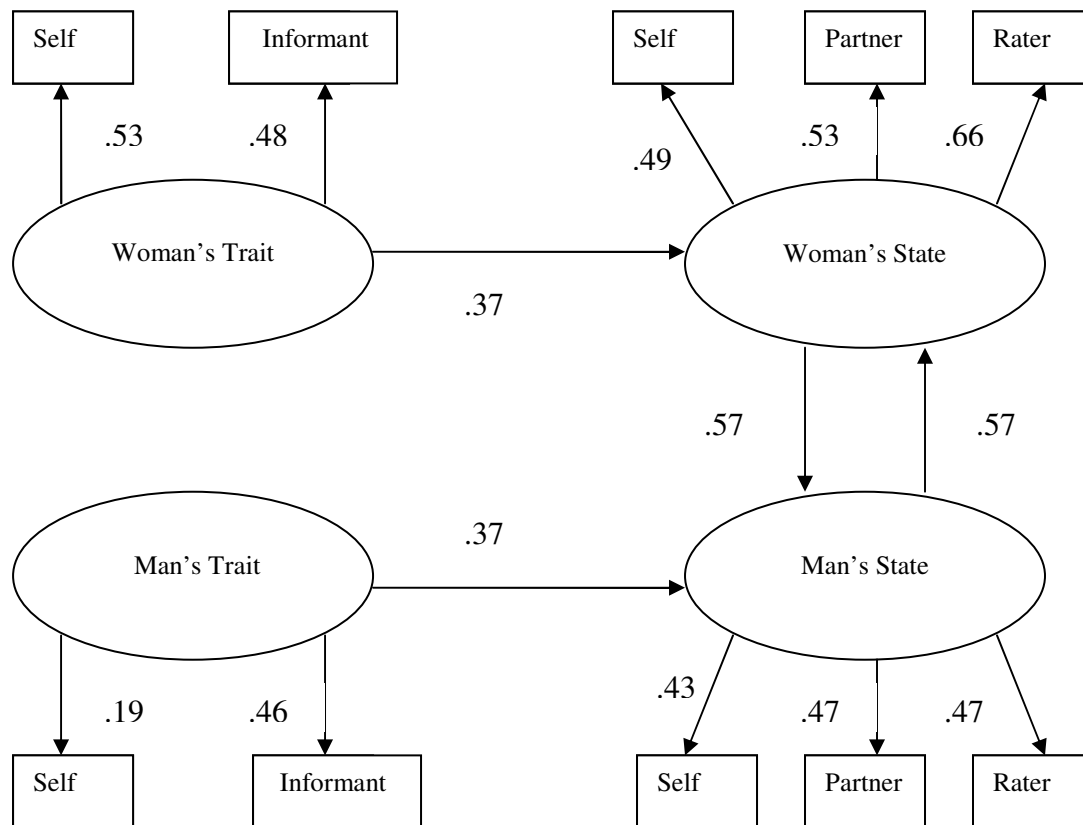 Self
Informant
Self
Partner
Rater
.53
.48
.49
.53
.66
Woman’s Trait
Woman’s State
.37
.57
.57
.37
Man’s Trait
Man’s State
.19
.46
.43
.47
.47
Self
Informant
Self
Partner
Rater